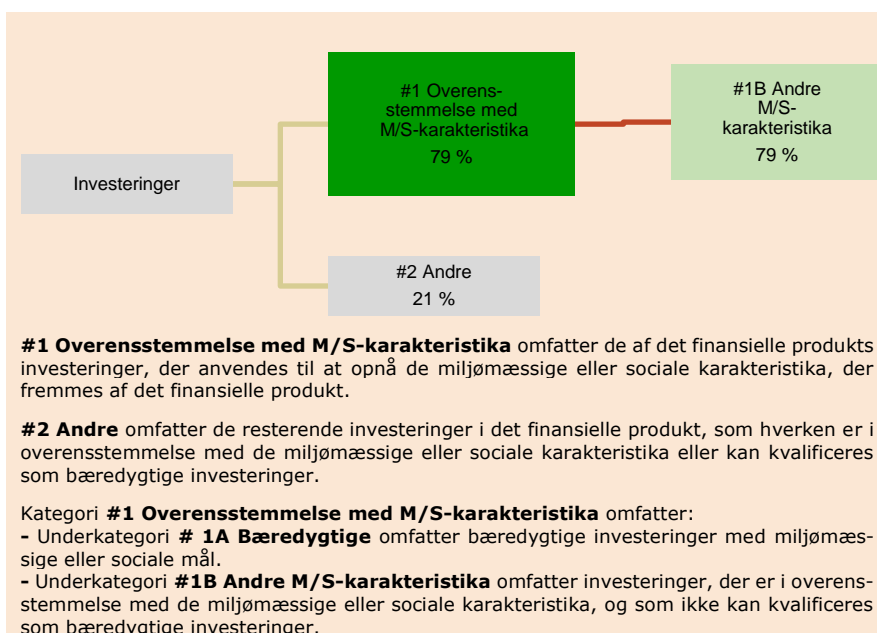 #1 Overens-
stemmelse med
M/S-karakteristika
79 %
#1B Andre
M/S-
karakteristika
79 %
Investeringer
#2 Andre
21 %
#1 Overensstemmelse med M/S-karakteristika omfatter de af det finansielle produkts
investeringer, der anvendes til at opnå de miljømæssige eller sociale karakteristika, der
fremmes af det finansielle produkt.
#2 Andre omfatter de resterende investeringer i det finansielle produkt, som hverken er i
overensstemmelse med de miljømæssige eller sociale karakteristika eller kan kvalificeres
som bæredygtige investeringer.
Kategori #1 Overensstemmelse med M/S-karakteristika omfatter:
- Underkategori # 1A Bæredygtige omfatter bæredygtige investeringer med miljømæs-
sige eller sociale mål.
- Underkategori #1B Andre M/S-karakteristika omfatter investeringer, der er i overens-
stemmelse med de miljømæssige eller sociale karakteristika, og som ikke kan kvalificeres
som bæredygtige investeringer.